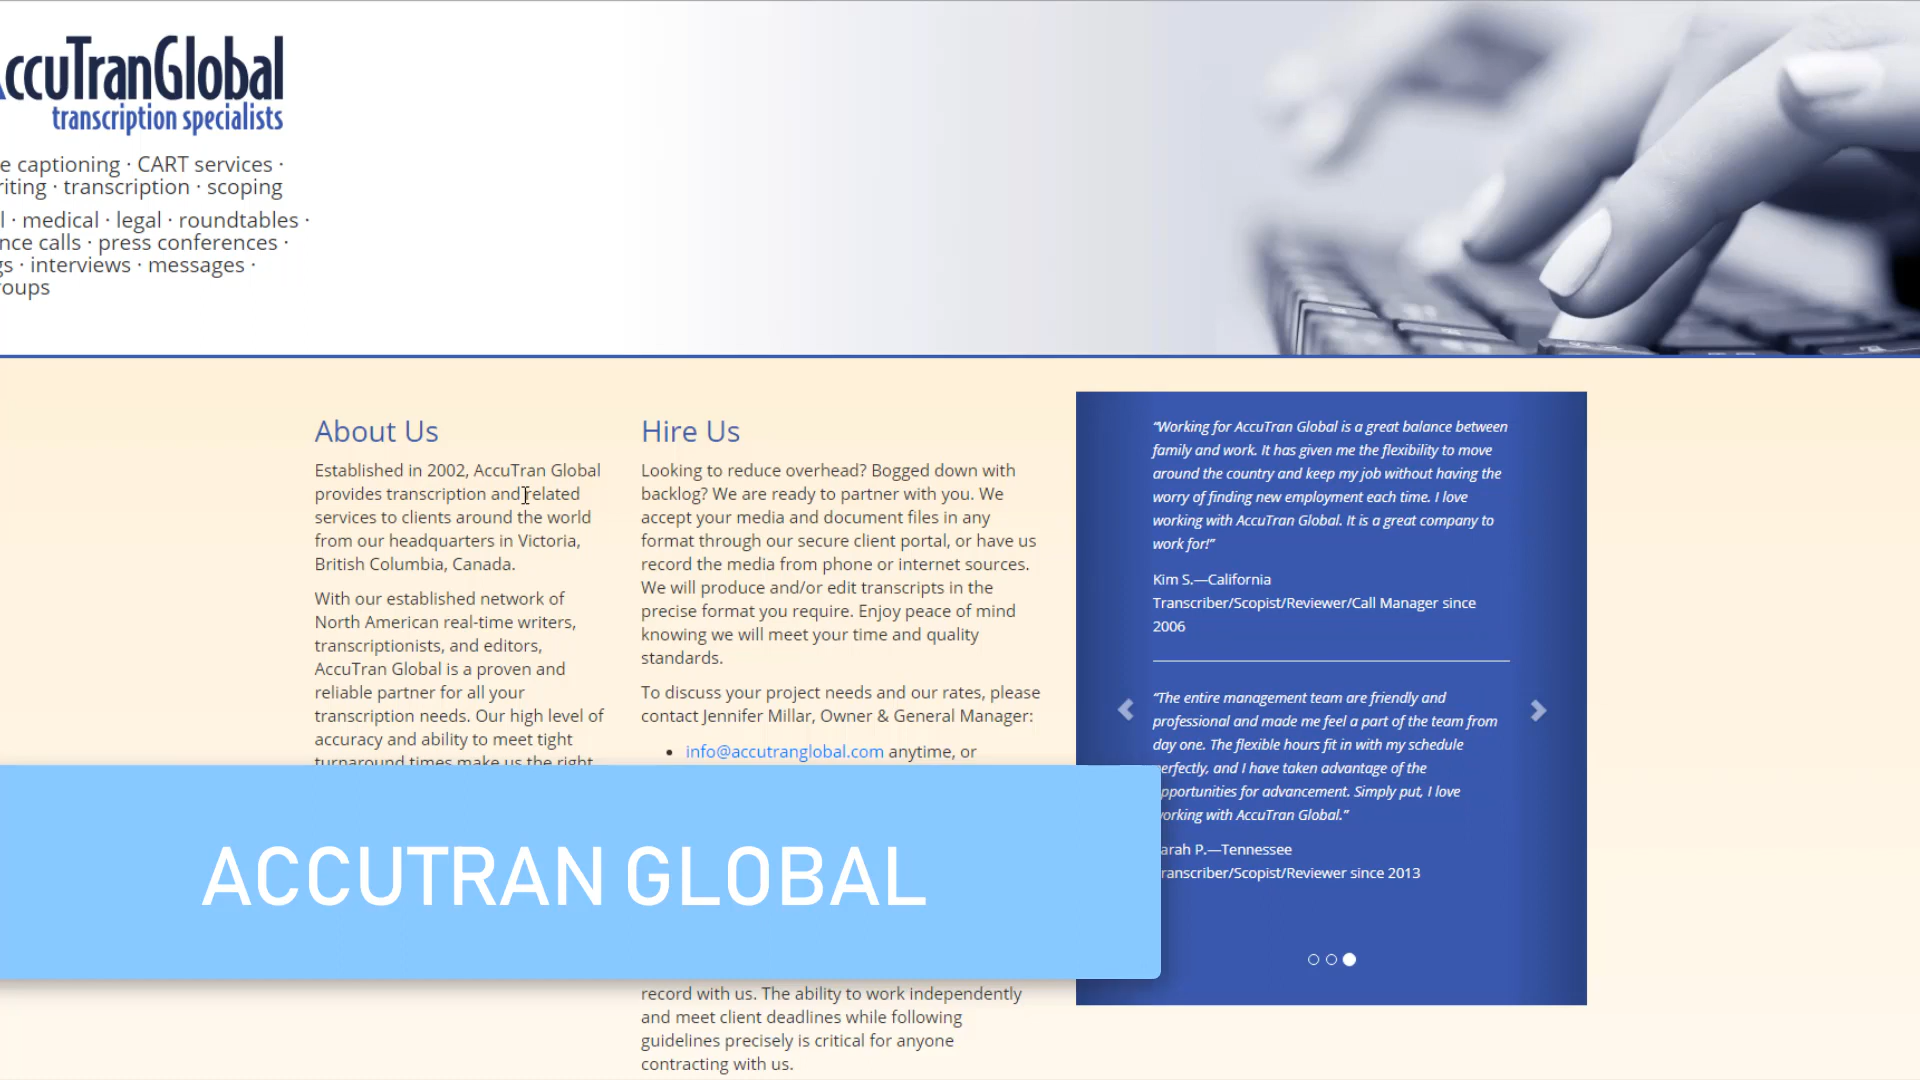 ccuTranGlobal
transcription specialists
e captioning · CART services ·
riting · transcription · scoping
l · medical · legal · roundtables ·
nce calls · press conferences ·
gs · interviews · messages ·
roups
About Us
Established in 2002, AccuTran Global
provides transcription and related
services to clients around the world
from our headquarters in Victoria,
British Columbia, Canada.
With our established network of
North American real-time writers,
transcriptionists, and editors,
AccuTran Global is a proven and
reliable partner for all your
transcription needs. Our high level of
accuracy and ability to meet tight
turnaround times make us the right
Hire Us
Looking to reduce overhead? Bogged down with
backlog? We are ready to partner with you. We
accept your media and document files in any
format through our secure client portal, or have us
record the media from phone or internet sources.
We will produce and/or edit transcripts in the
precise format you require. Enjoy peace of mind
knowing we will meet your time and quality
standards.
To discuss your project needs and our rates, please
contact Jennifer Millar, Owner & General Manager:
• info@accutranglobal.com anytime, or
record with us. The ability to work independently
and meet client deadlines while following
guidelines precisely is critical for anyone
contracting with us.
“Working for AccuTran Global is a great balance between
family and work. It has given me the flexibility to move
around the country and keep my job without having the
worry of finding new employment each time. I love
working with AccuTran Global. It is a great company to
work for!”
Kim S.—California
Transcriber/Scopist/Reviewer/Call Manager since
2006
“The entire management team are friendly and
professional and made me feel a part of the team from
day one. The flexible hours fit in with my schedule
perfectly, and I have taken advantage of the
opportunities for advancement. Simply put, I love
working with AccuTran Global.”
arah P.—Tennessee
ranscriber/Scopist/Reviewer since 2013
ACCUTRAN GLOBAL